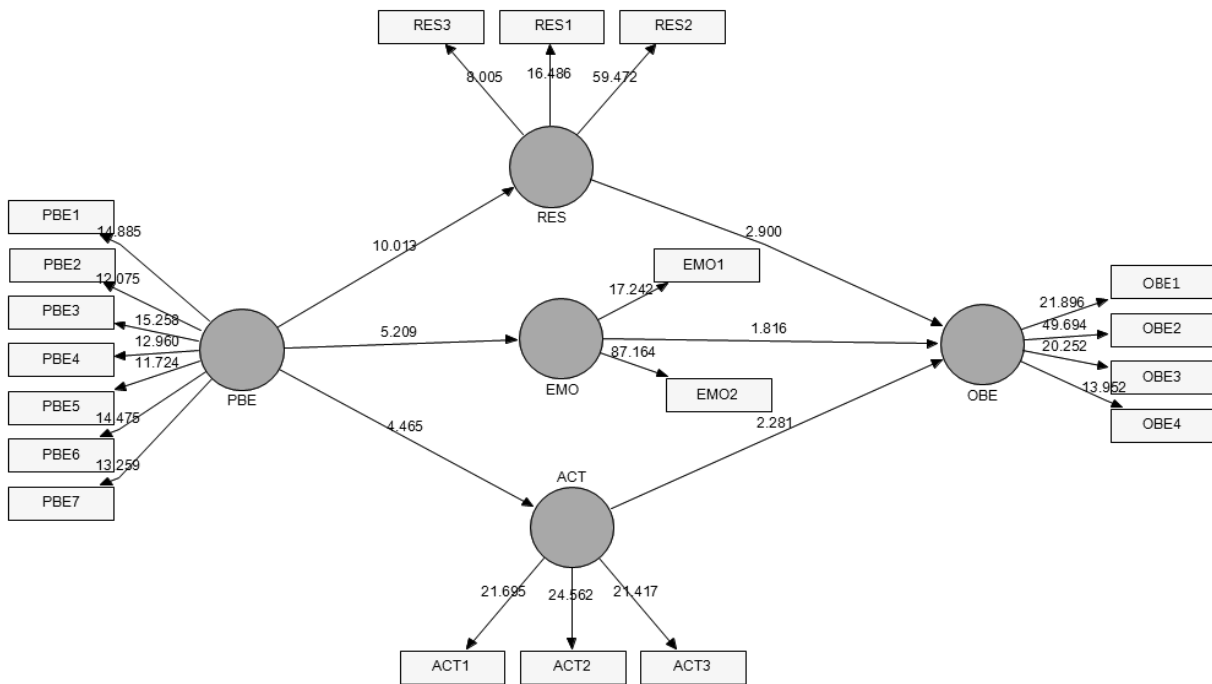 RES3
RES1
RES2
8.005
16.486
59.472
RES
PBE1
14.885
PBE2
12.075
PBE3
15.258
PBE4
12.960
PBE5
11.724
PBE6
14.475
PBE7
13.259
PBE
10.013
5.209
4.465
EMO1
17.242
EMO
87.164
EMO2
2.900
1.816
2.281
OBE
OBE1
21.896
OBE2
49.694
OBE3
20.252
OBE4
13.952
ACT
21.695
24.562
21.417
ACT1
ACT2
ACT3